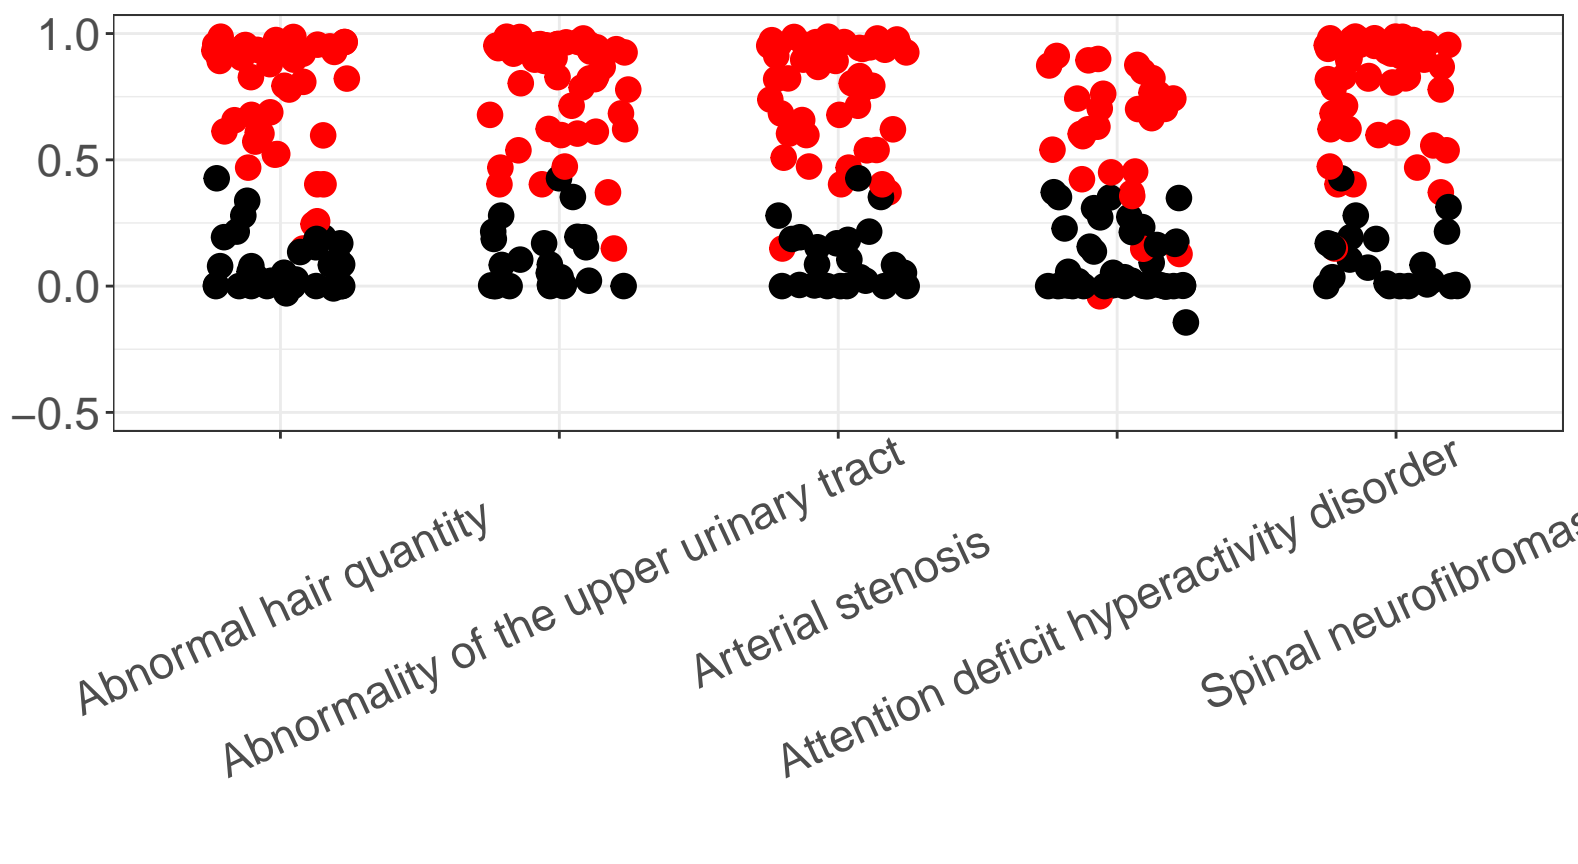 1.0
0.5
0.0
−0.5
Abnormal hair quantity
Abnormality of the upper urinary tract
Arterial stenosis
Attention deficit hyperactivity disorder
Spinal neurofibromas